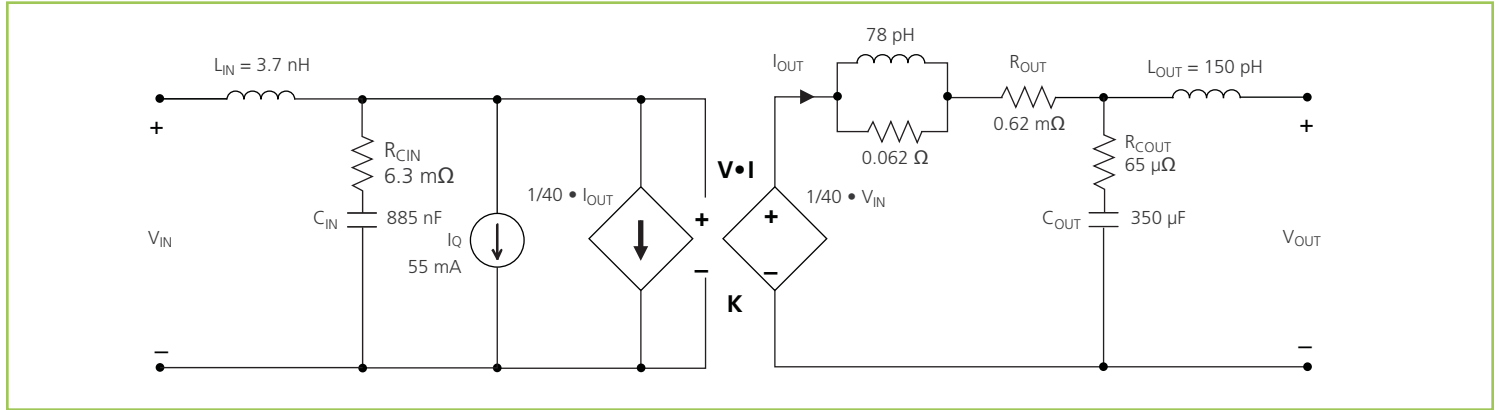 L_IN = 3.7 nH
+
R_CIN
6.3 mΩ
C_IN
885 nF
V_IN
I_Q
55 mA
1/40 • I_OUT
–
V•I
+
–
K
1/40 • V_IN
+
–
I_OUT
78 pH
0.062 Ω
R_OUT
0.62 mΩ
L_OUT = 150 pH
R_COUT
65 µΩ
C_OUT
350 µF
+
V_OUT
–